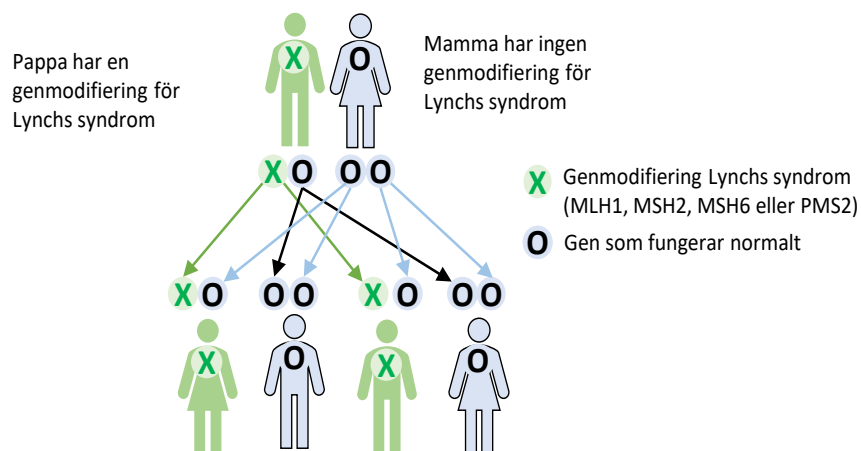 Pappa har en
genmodifiering för
Lynchs syndrom
X O
Mamma har ingen
genmodifiering för
Lynchs syndrom
X O O O
X Genmodifiering Lynchs syndrom
(MLH1, MSH2, MSH6 eller PMS2)
O Gen som fungerar normalt
X O O O X O O O
X O X O